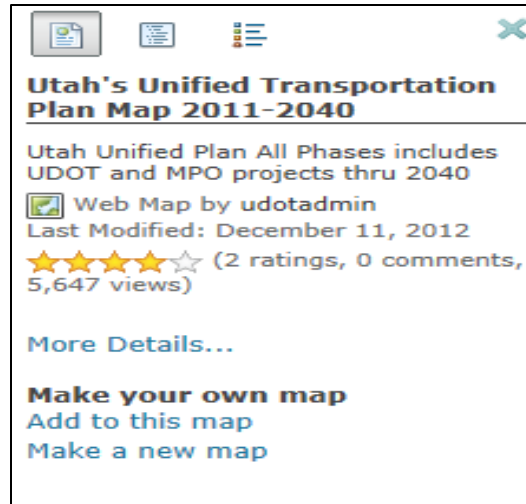 Utah's Unified Transportation
Plan Map 2011-2040
Utah Unified Plan All Phases includes
UDOT and MPO projects thru 2040
Web Map by udotadmin
Last Modified: December 11, 2012
(2 ratings, 0 comments,
5,647 views)
More Details...
Make your own map
Add to this map
Make a new map